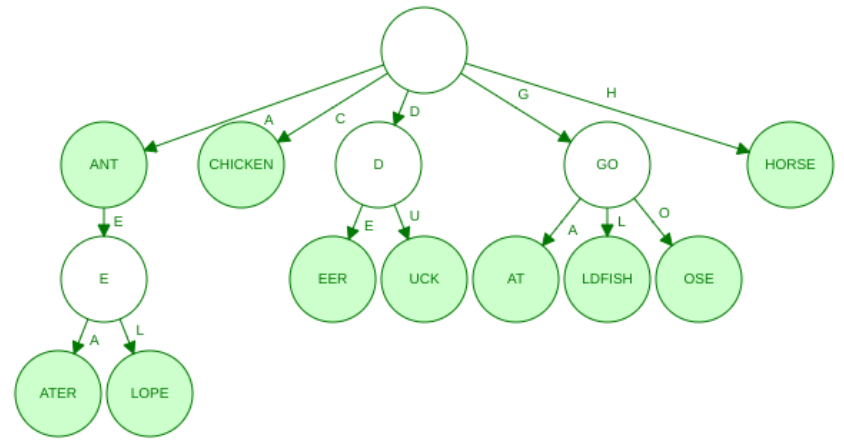 A
C
D
G
H
ANT
CHICKEN
D
GO
HORSE
E
E
U
A
L
O
E
EER
UCK
AT
LDFISH
OSE
A
L
ATER
LOPE